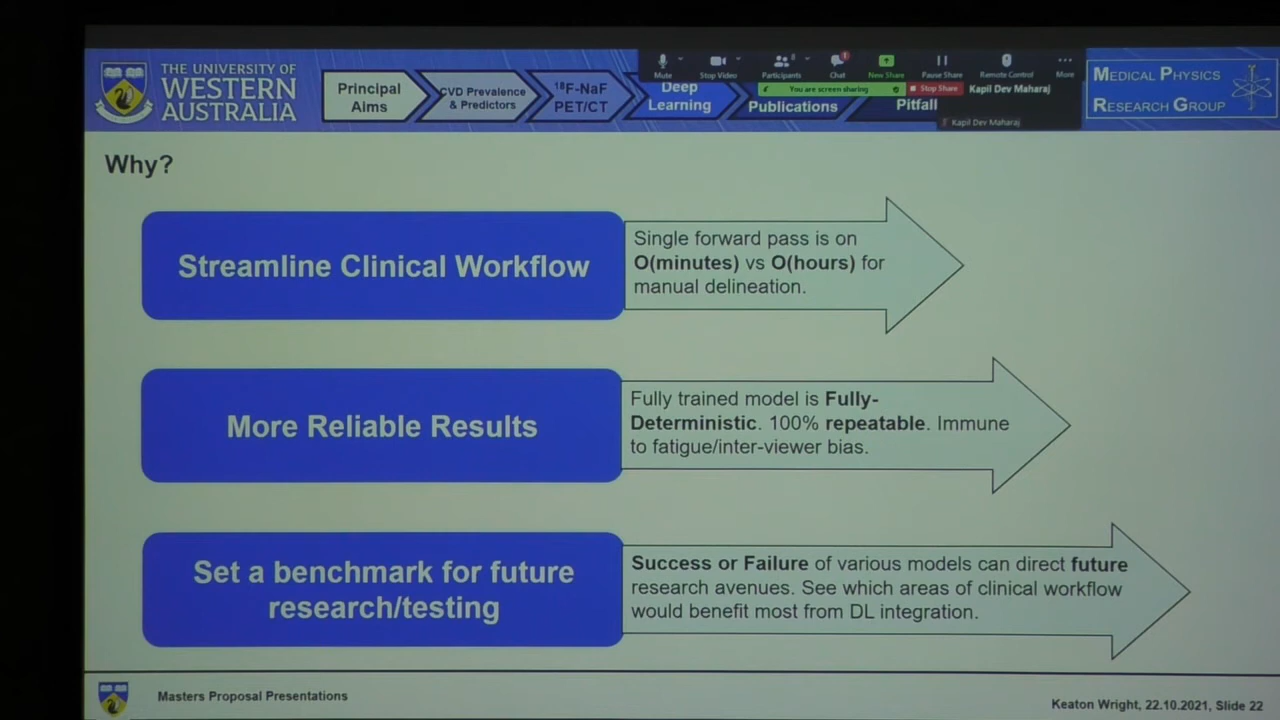 THE UNIVERSITY OF
WESTERN
AUSTRALIA
Principal
Aims
CVD Prevalence
& Predictors
¹⁸F-NaF
PET/CT
Deep
Learning
Publications
Pitfall
Mute
Stop Video
Participants
8
Chat
1
New Share
Pause Share
Remote Control
More
You are screen sharing
Stop Share
Kapil Dev Maharaj
Kapil Dev Maharaj
MEDICAL PHYSICS
RESEARCH GROUP
Why?
Streamline Clinical Workflow
Single forward pass is on
O(minutes) vs O(hours) for
manual delineation.
More Reliable Results
Fully trained model is Fully-
Deterministic. 100% repeatable. Immune
to fatigue/inter-viewer bias.
Set a benchmark for future
research/testing
Success or Failure of various models can direct future
research avenues. See which areas of clinical workflow
would benefit most from DL integration.
Masters Proposal Presentations
Keaton Wright, 22.10.2021, Slide 22